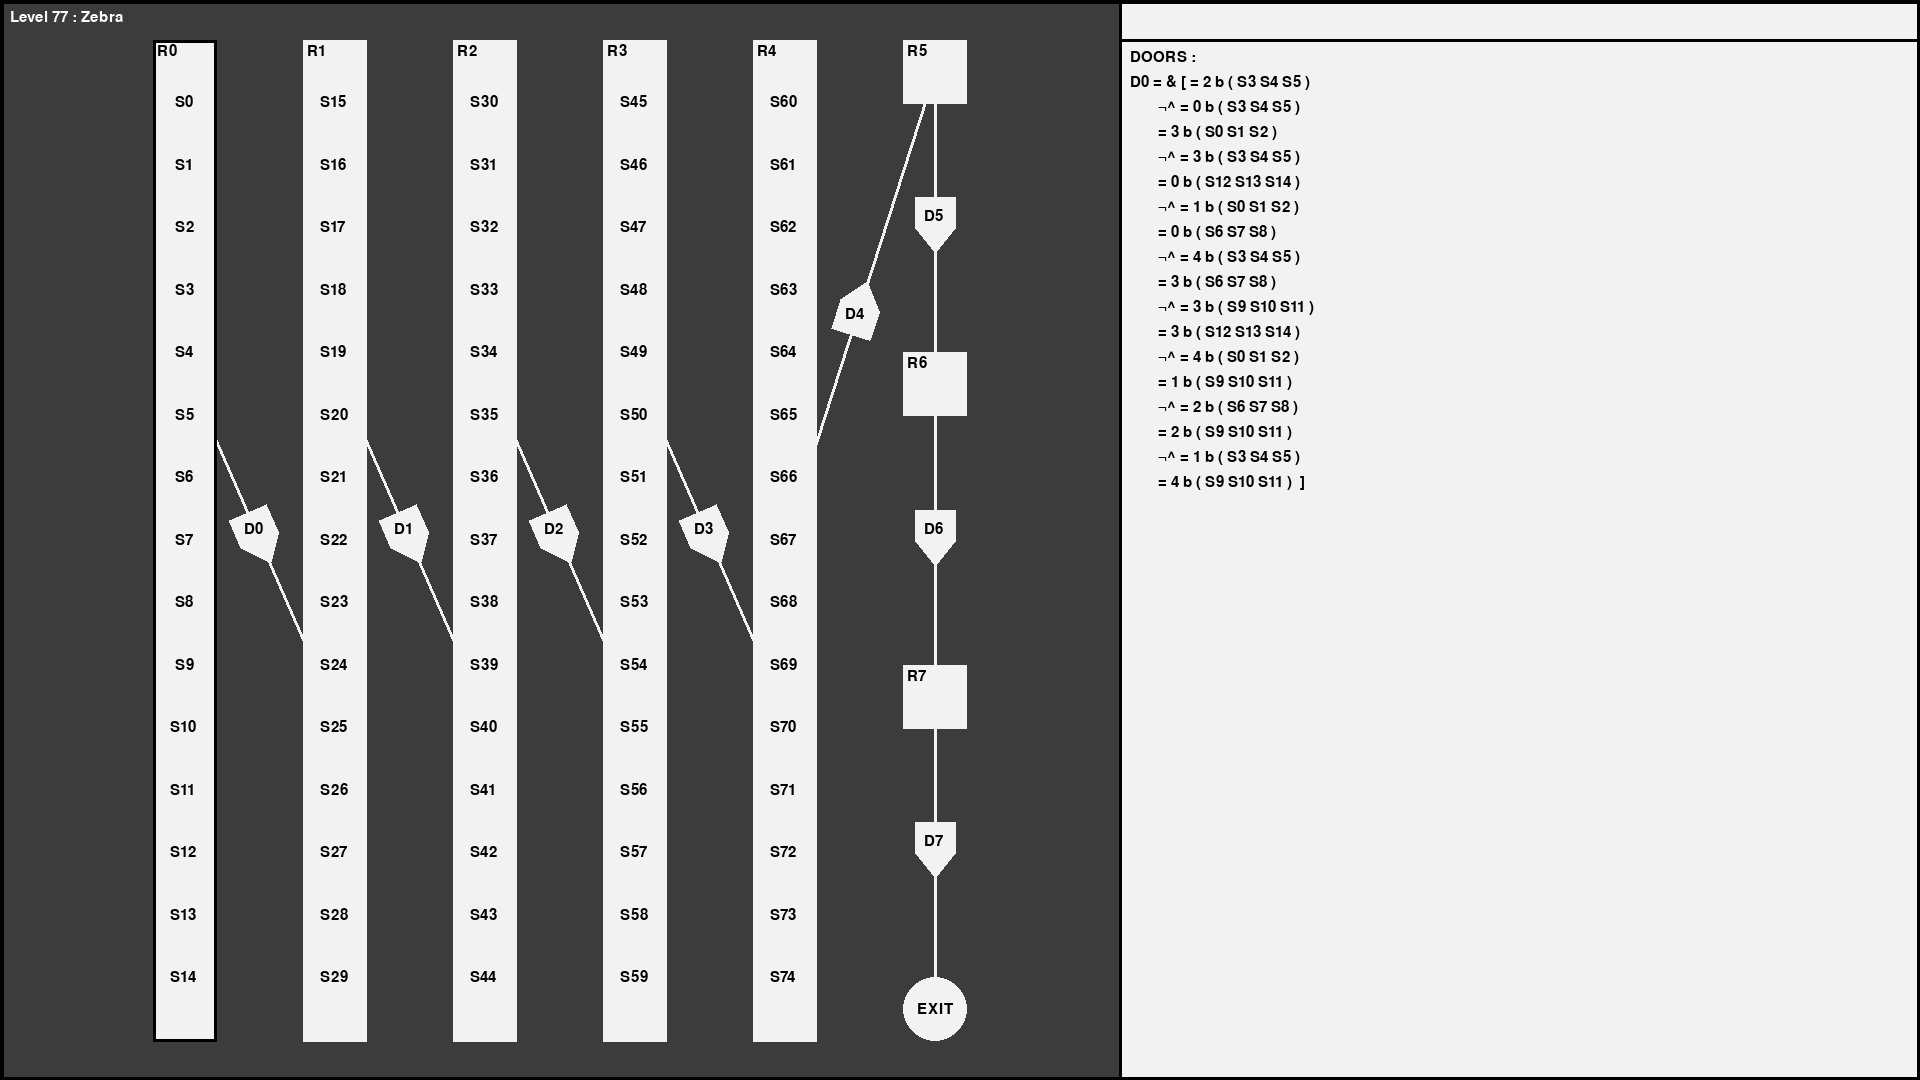 Level 77 : Zebra
R0
S0
S1
S2
S3
S4
S5
S6
S7
S8
S9
S10
S11
S12
S13
S14
D0
R1
S15
S16
S17
S18
S19
S20
S21
S22
S23
S24
S25
S26
S27
S28
S29
D1
R2
S30
S31
S32
S33
S34
S35
S36
S37
S38
S39
S40
S41
S42
S43
S44
D2
R3
S45
S46
S47
S48
S49
S50
S51
S52
S53
S54
S55
S56
S57
S58
S59
D3
R4
S60
S61
S62
S63
S64
S65
S66
S67
S68
S69
S70
S71
S72
S73
S74
D4
R5
D5
R6
D6
R7
D7
EXIT
DOORS :
D0 = & [ = 2 b ( S3 S4 S5 )
¬^ = 0 b ( S3 S4 S5 )
= 3 b ( S0 S1 S2 )
¬^ = 3 b ( S3 S4 S5 )
= 0 b ( S12 S13 S14 )
¬^ = 1 b ( S0 S1 S2 )
= 0 b ( S6 S7 S8 )
¬^ = 4 b ( S3 S4 S5 )
= 3 b ( S6 S7 S8 )
¬^ = 3 b ( S9 S10 S11 )
= 3 b ( S12 S13 S14 )
¬^ = 4 b ( S0 S1 S2 )
= 1 b ( S9 S10 S11 )
¬^ = 2 b ( S6 S7 S8 )
= 2 b ( S9 S10 S11 )
¬^ = 1 b ( S3 S4 S5 )
= 4 b ( S9 S10 S11 ) ]